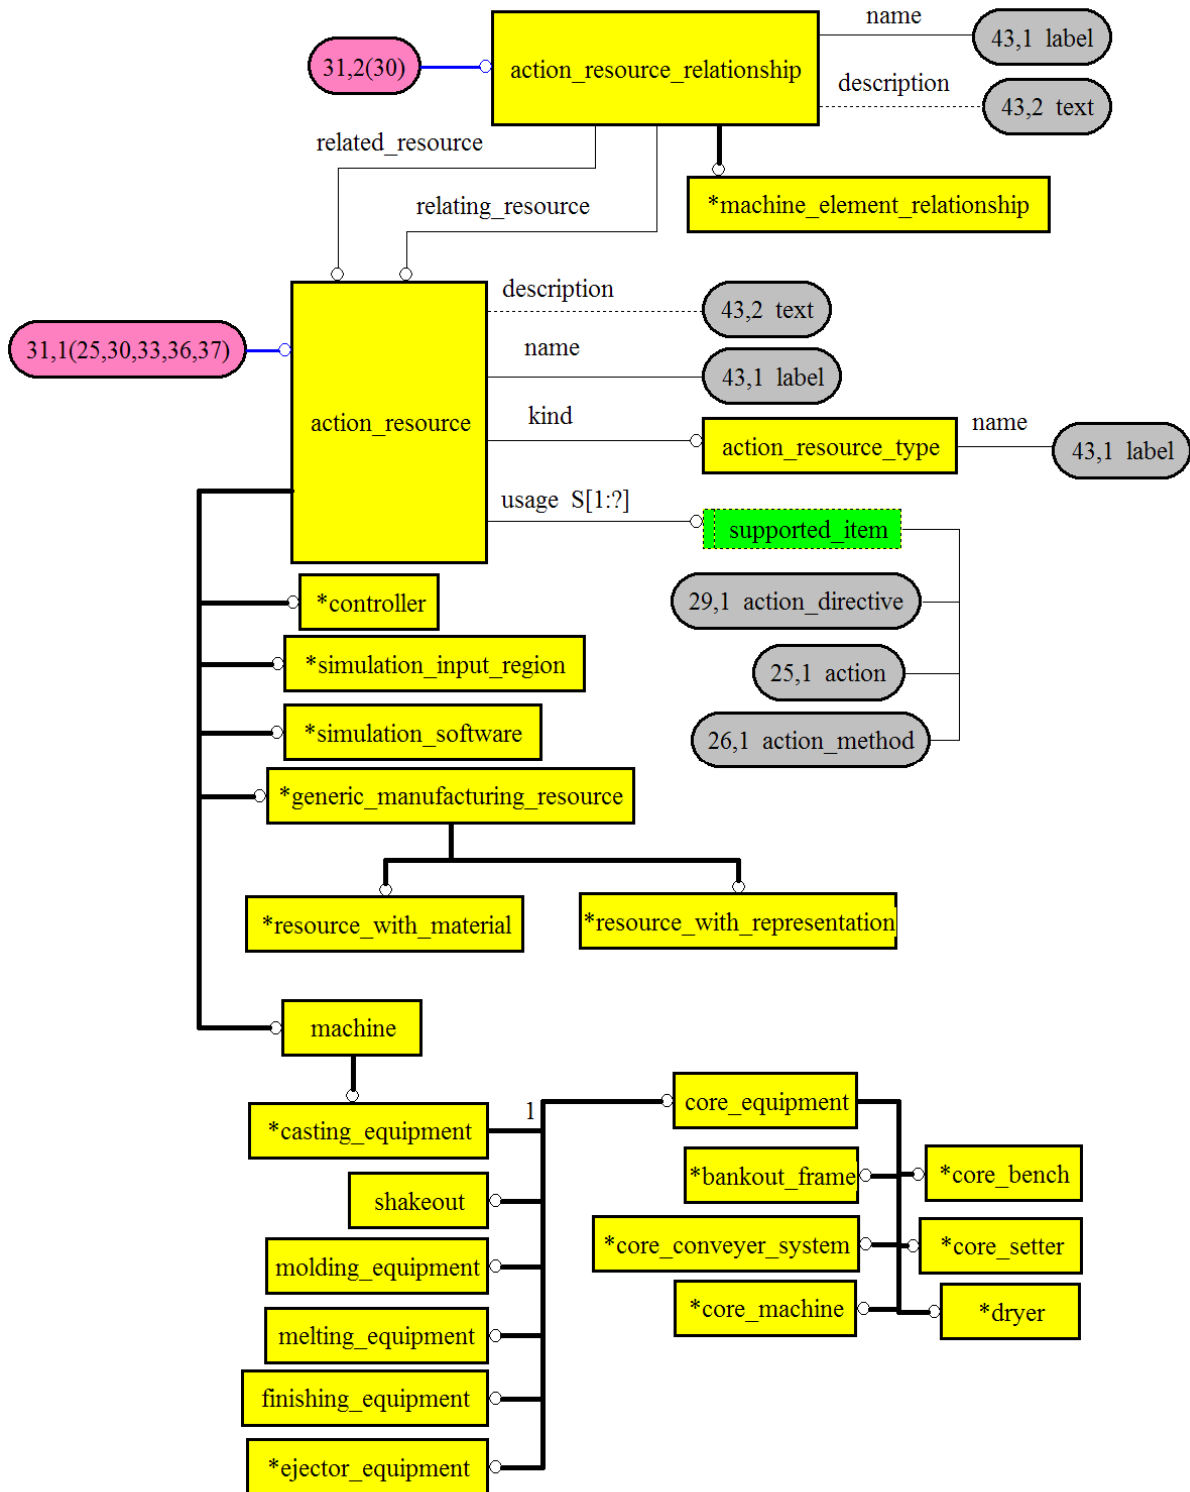 name
43,1 label
31,2(30)
action_resource_relationship
description
43,2 text
related_resource
relating_resource
*machine_element_relationship
description
43,2 text
31,1(25,30,33,36,37)
name
43,1 label
action_resource
kind
action_resource_type
name
43,1 label
usage S[1:?]
supported_item
*controller
29,1 action_directive
*simulation_input_region
25,1 action
*simulation_software
26,1 action_method
*generic_manufacturing_resource
*resource_with_material
*resource_with_representation
machine
*casting_equipment
1
core_equipment
shakeout
*bankout_frame
*core_bench
molding_equipment
*core_conveyer_system
*core_setter
melting_equipment
*core_machine
*dryer
finishing_equipment
*ejector_equipment